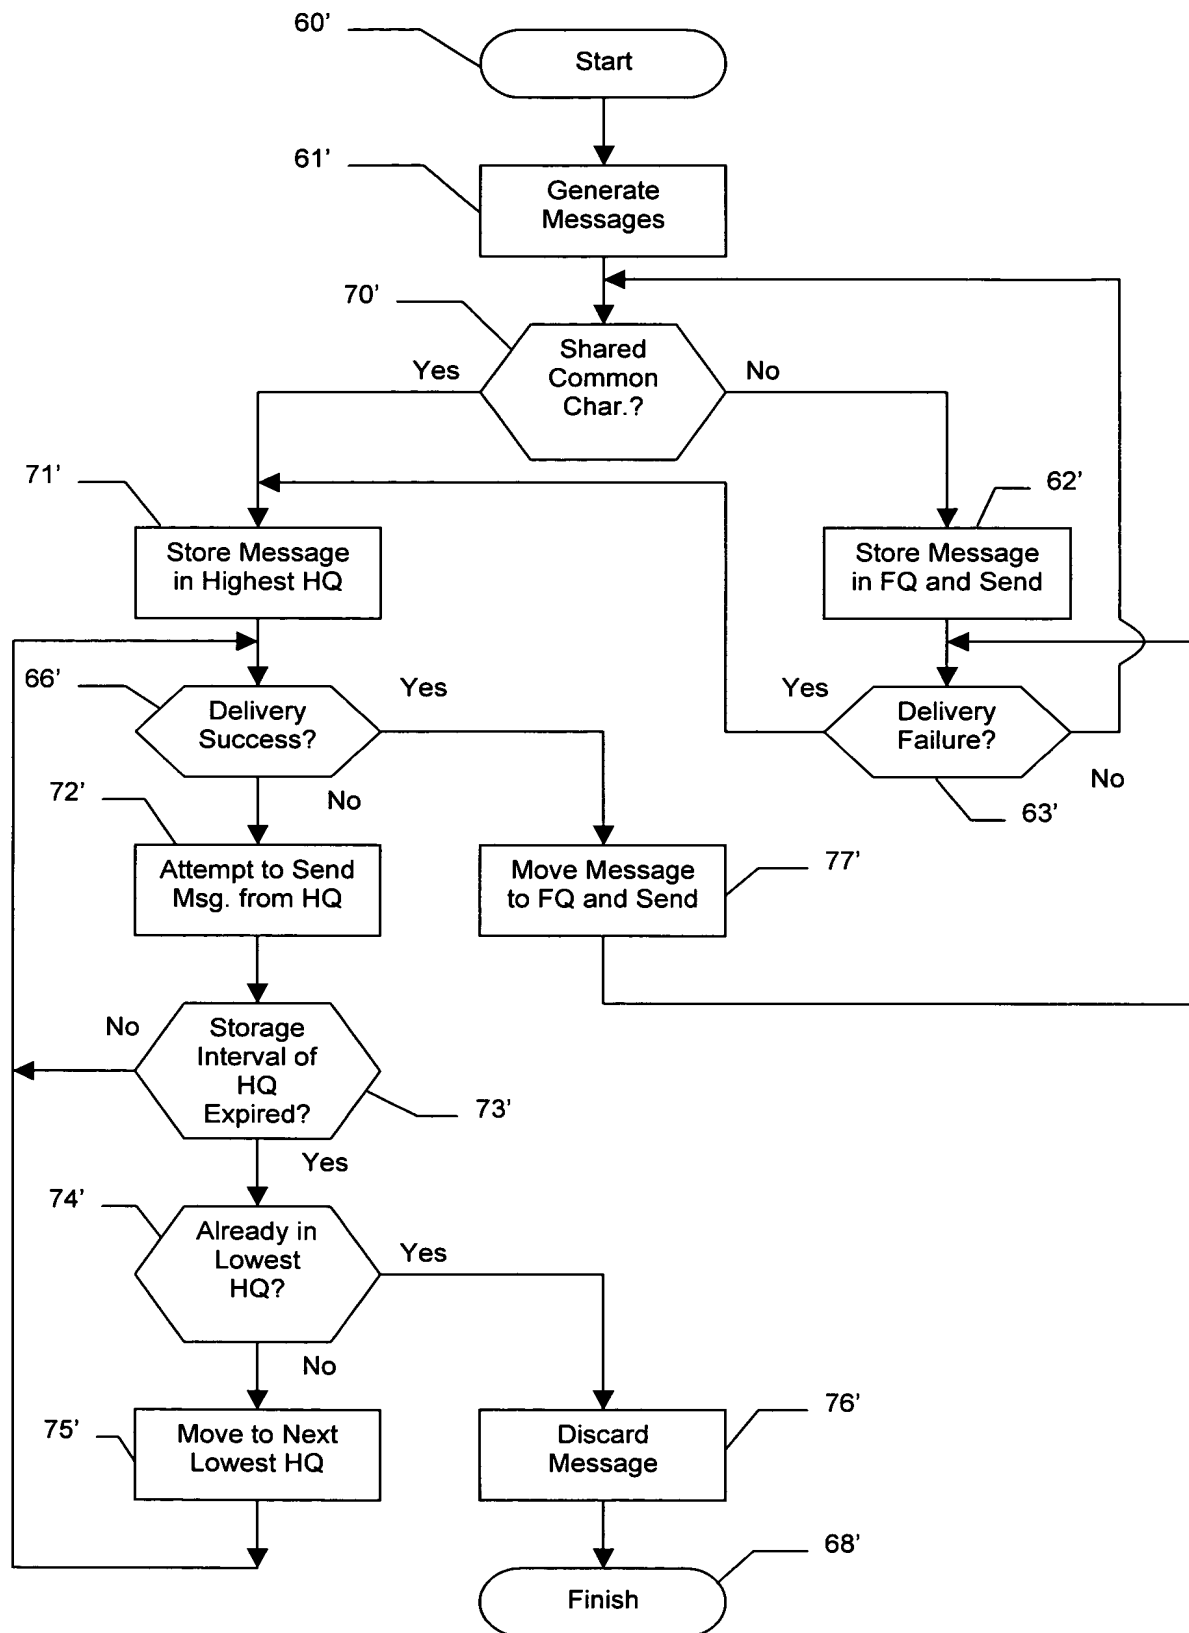 60'
Start
61'
Generate
Messages
70'
Shared
Common
Char.?
Yes
No
71'
Store Message
in Highest HQ
62'
Store Message
in FQ and Send
66'
Delivery
Success?
Yes
No
Yes
Delivery
Failure?
No
63'
72'
Attempt to Send
Msg. from HQ
Move Message
to FQ and Send
77'
No
Storage
Interval of
HQ
Expired?
73'
Yes
74'
Already in
Lowest
HQ?
Yes
No
75'
Move to Next
Lowest HQ
Discard
Message
76'
68'
Finish